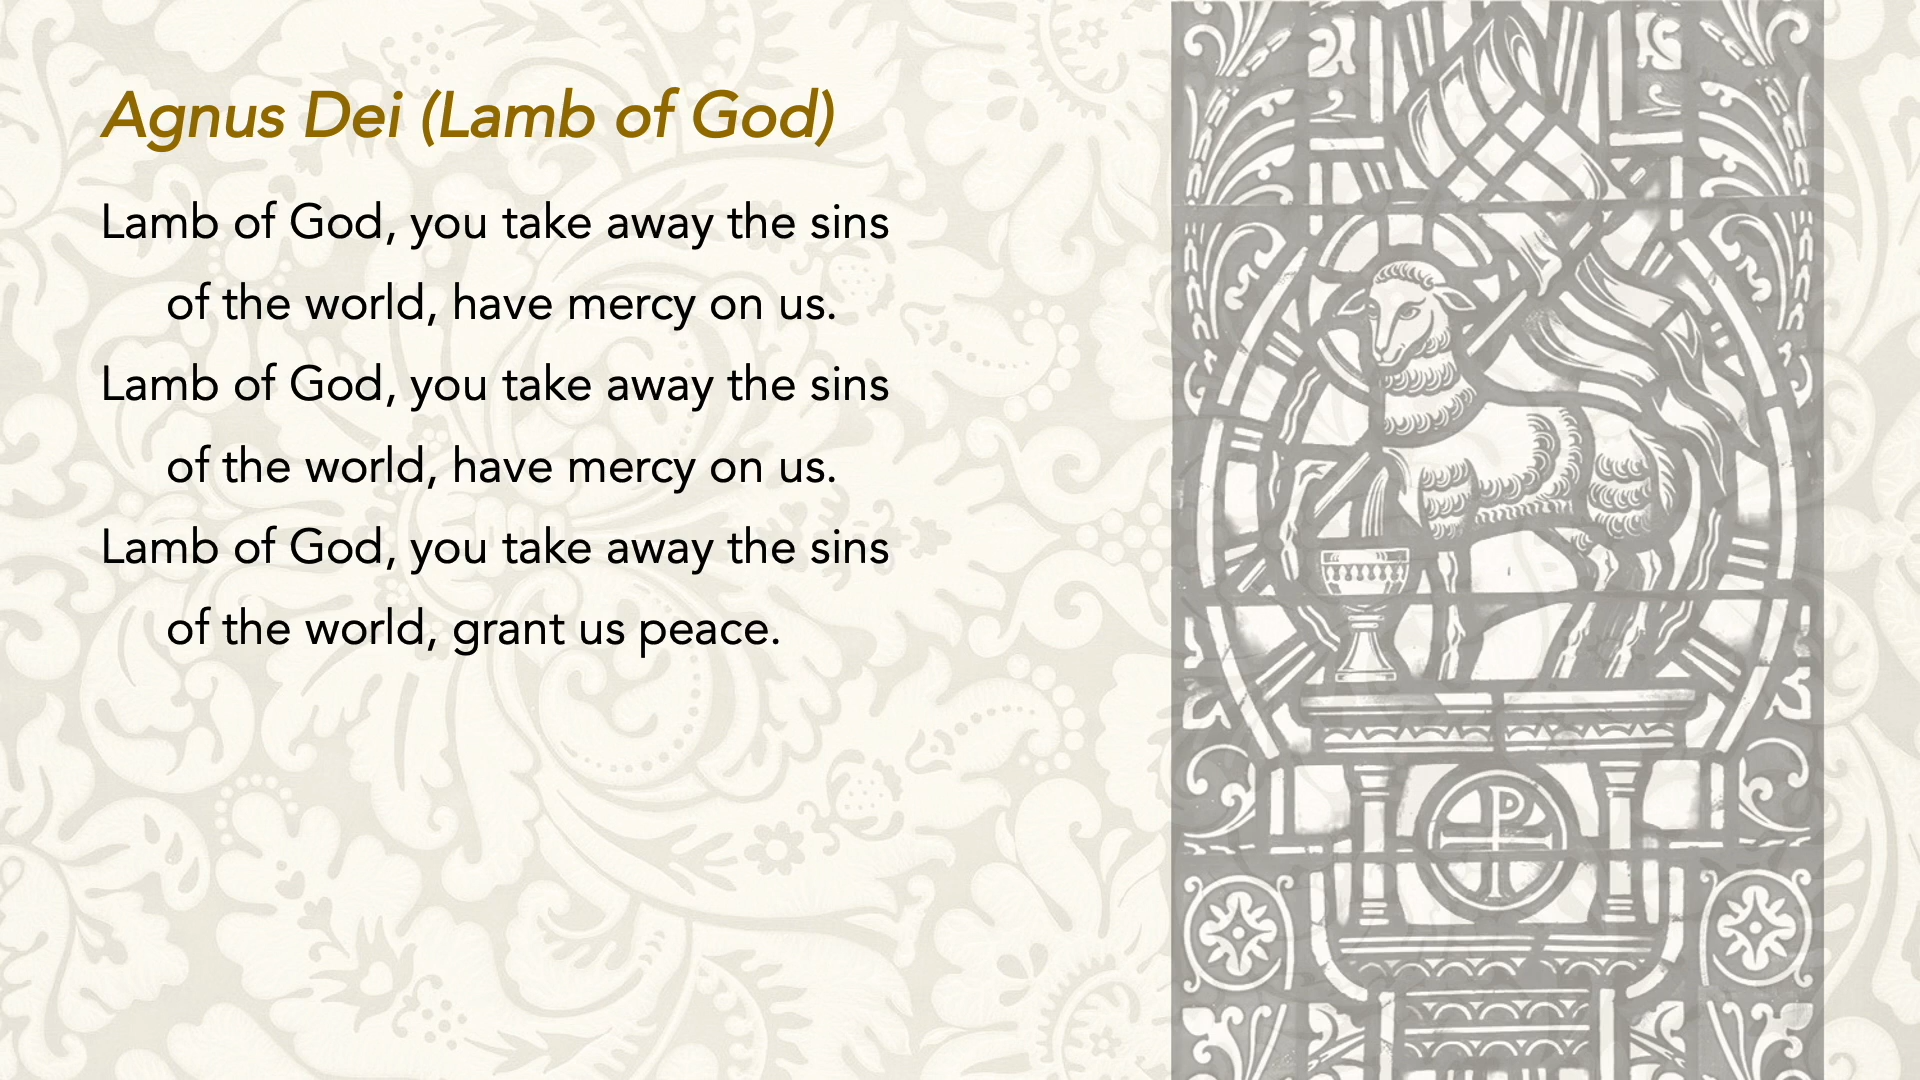 Agnus Dei (Lamb of God)
Lamb of God, you take away the sins
of the world, have mercy on us.
Lamb of God, you take away the sins
of the world, have mercy on us.
Lamb of God, you take away the sins
of the world, grant us peace.